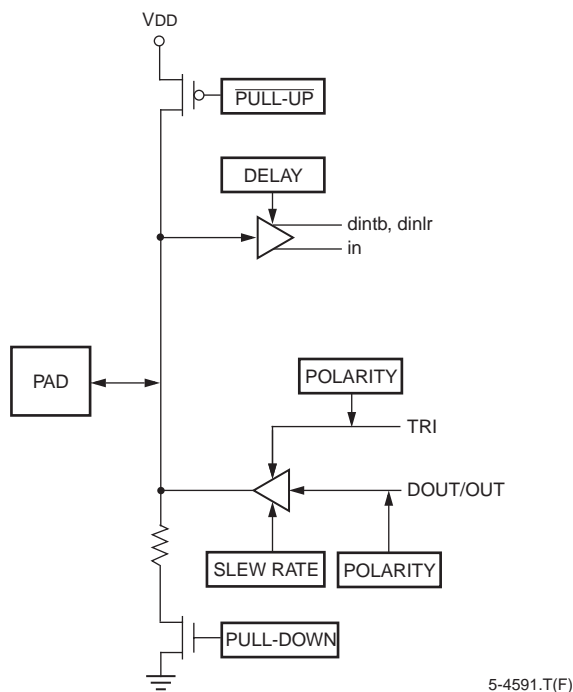 VDD
PULL-UP
DELAY
dintb, dinlr
in
PAD
POLARITY
TRI
DOUT/OUT
SLEW RATE
POLARITY
PULL-DOWN
5-4591.T(F)